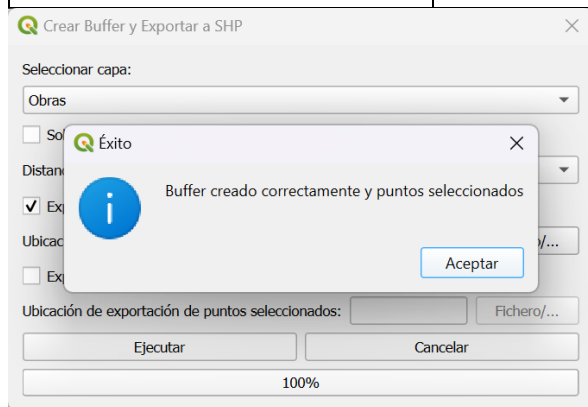 Crear Buffer y Exportar a SHP
Seleccionar capa:
Obras
Éxito
Buffer creado correctamente y puntos seleccionados
Aceptar
Ubicación de exportación de puntos seleccionados:
Fichero/...
Ejecutar
Cancelar
100%